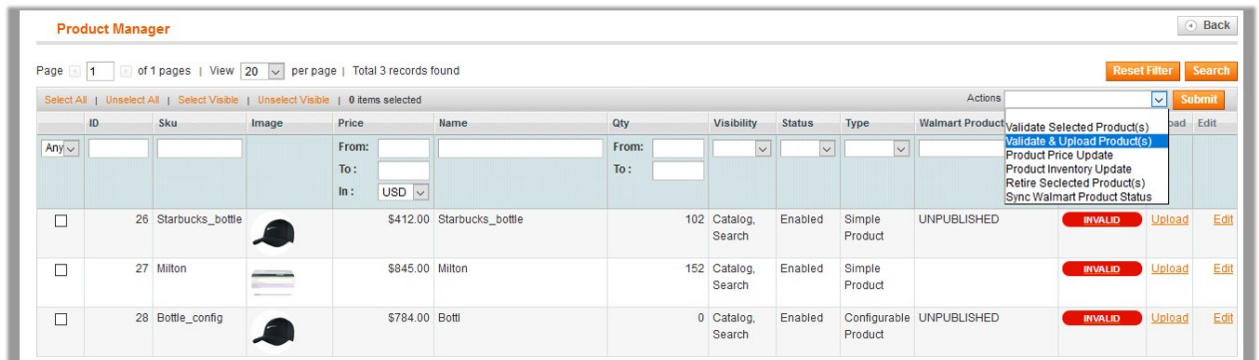 Product Manager
Back
Page 1 of 1 pages | View 20 per page | Total 3 records found
Reset Filter Search
Select All | Unselect All | Select Visible | Unselect Visible | 0 items selected
Actions Submit
Validate Selected Product(s)
Validate & Upload Product(s)
Product Price Update
Product Inventory Update
Retire Seclected Product(s)
Sync Walmart Product Status
ID Sku Image Price Name Qty Visibility Status Type Walmart Product oad Edit
Any From: From:
To : To :
In : USD
26 Starbucks_bottle $412.00 Starbucks_bottle 102 Catalog, Enabled Simple UNPUBLISHED INVALID Upload Edit
Search Product
27 Milton $845.00 Milton 152 Catalog, Enabled Simple INVALID Upload Edit
Search Product
28 Bottle_config $784.00 Bottl 0 Catalog, Enabled Configurable UNPUBLISHED INVALID Upload Edit
Search Product